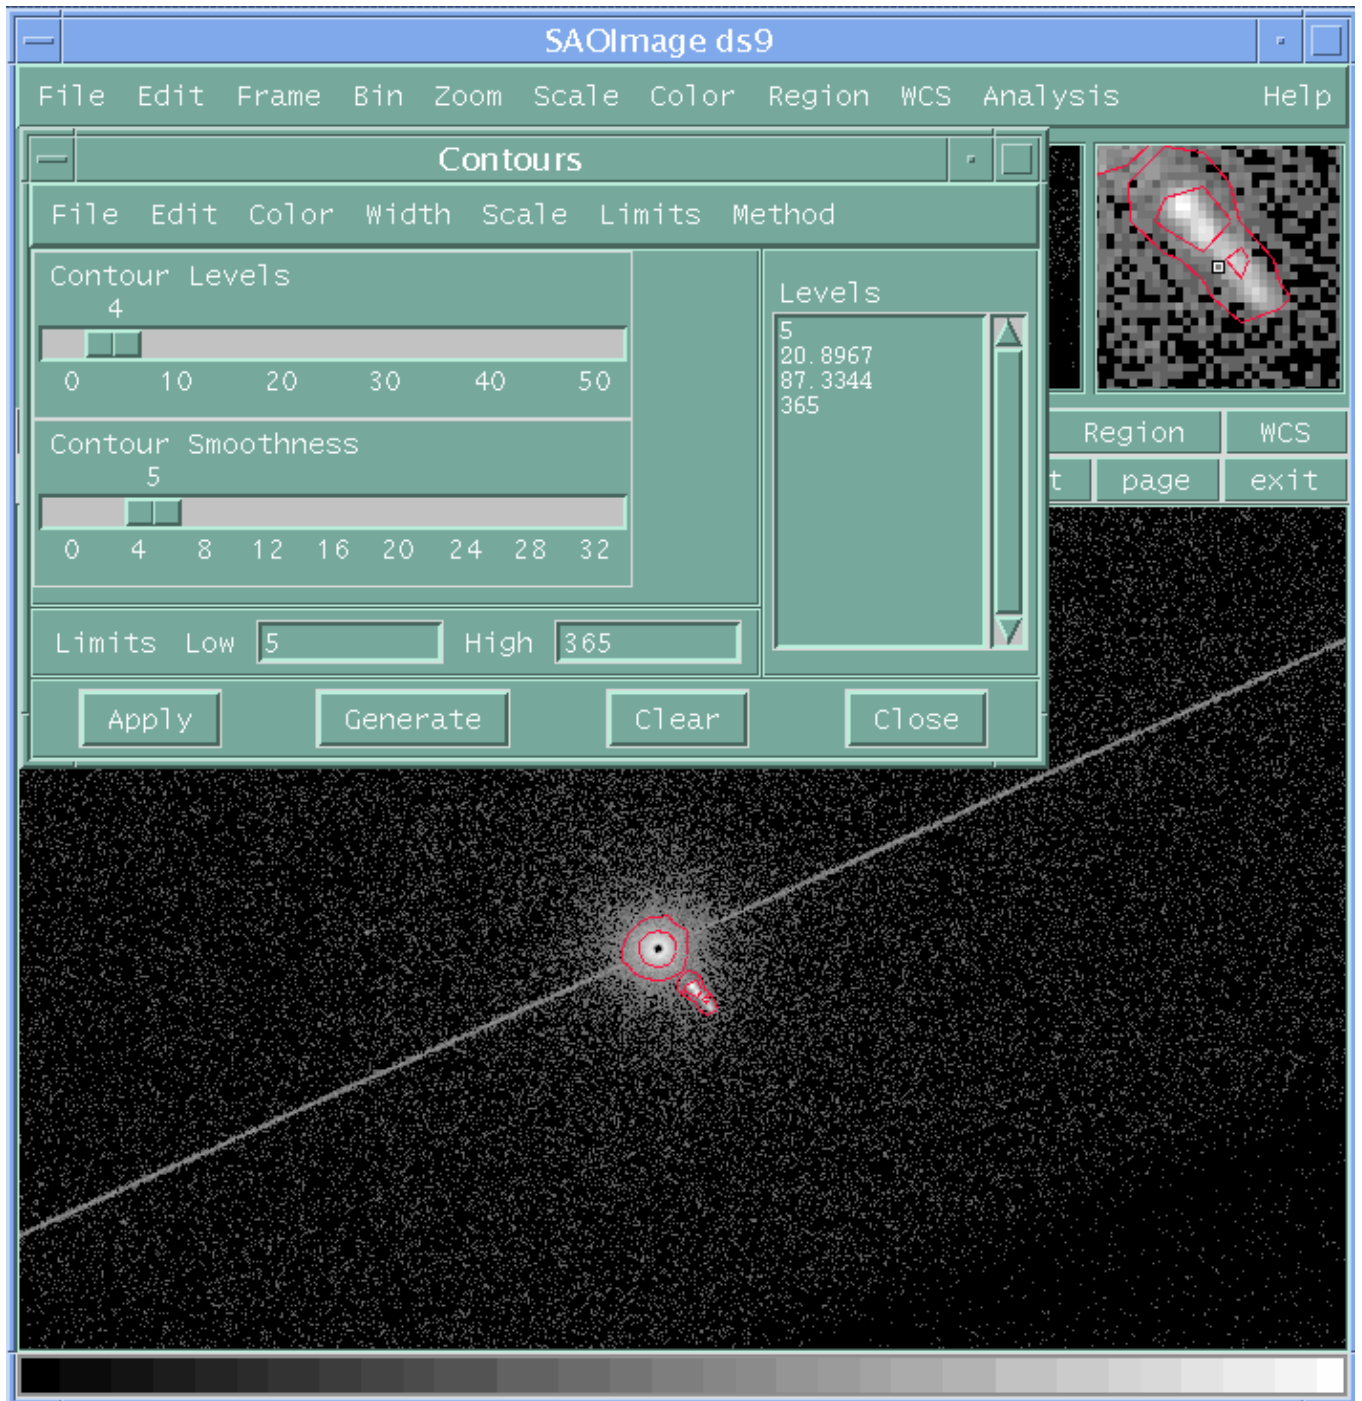 SAOImage ds9
File Edit Frame Bin Zoom Scale Color Region WCS Analysis Help
Contours
File Edit Color Width Scale Limits Method
Contour Levels
4
0 10 20 30 40 50
Contour Smoothness
5
0 4 8 12 16 20 24 28 32
Levels
5
20.8967
87.3344
365
Limits Low 5 High 365
Apply Generate Clear Close
Region WCS
t page exit